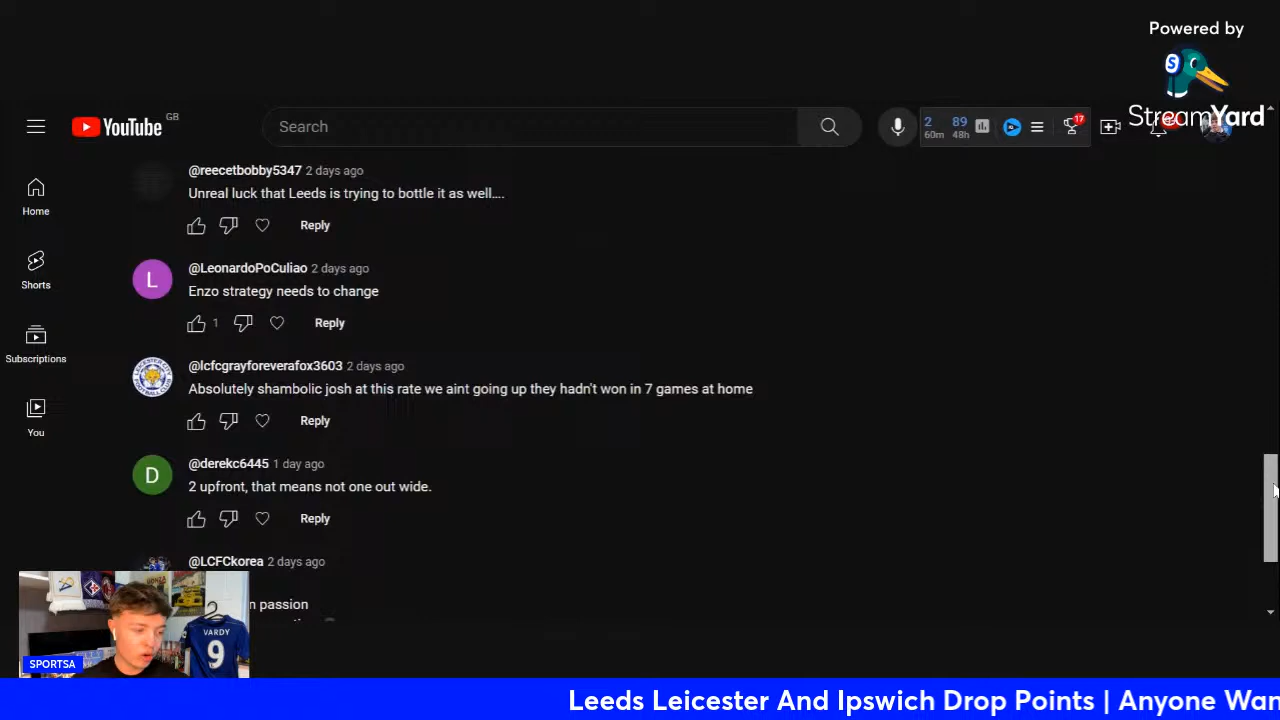 Powered by
StreamYard
YouTube
GB
Search
2
60m
89
48h
17
Home
Shorts
Subscriptions
You
@reecetbobby5347 2 days ago
Unreal luck that Leeds is trying to bottle it as well....
Reply
L
@LeonardoPoCuliao 2 days ago
Enzo strategy needs to change
1
Reply
@lcfcgrayforeverafox3603 2 days ago
Absolutely shambolic josh at this rate we aint going up they hadn't won in 7 games at home
Reply
D
@derekc6445 1 day ago
2 upfront, that means not one out wide.
Reply
@LCFCkorea 2 days ago
n passion
VARDY
9
SPORTSA
Leeds Leicester And Ipswich Drop Points | Anyone Wan